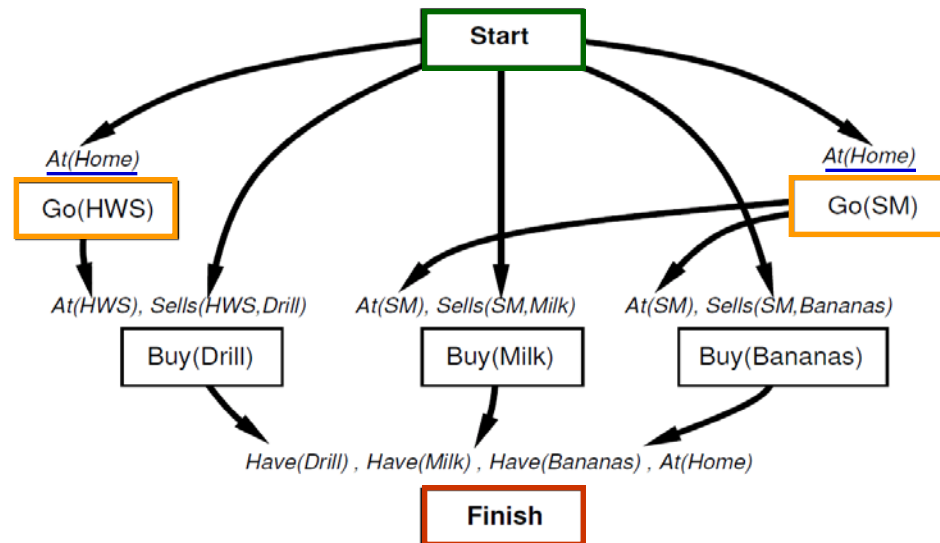 Start
At(Home)
At(Home)
Go(HWS)
Go(SM)
At(HWS), Sells(HWS,Drill)
At(SM), Sells(SM,Milk)
At(SM), Sells(SM,Bananas)
Buy(Drill)
Buy(Milk)
Buy(Bananas)
Have(Drill) , Have(Milk) , Have(Bananas) , At(Home)
Finish